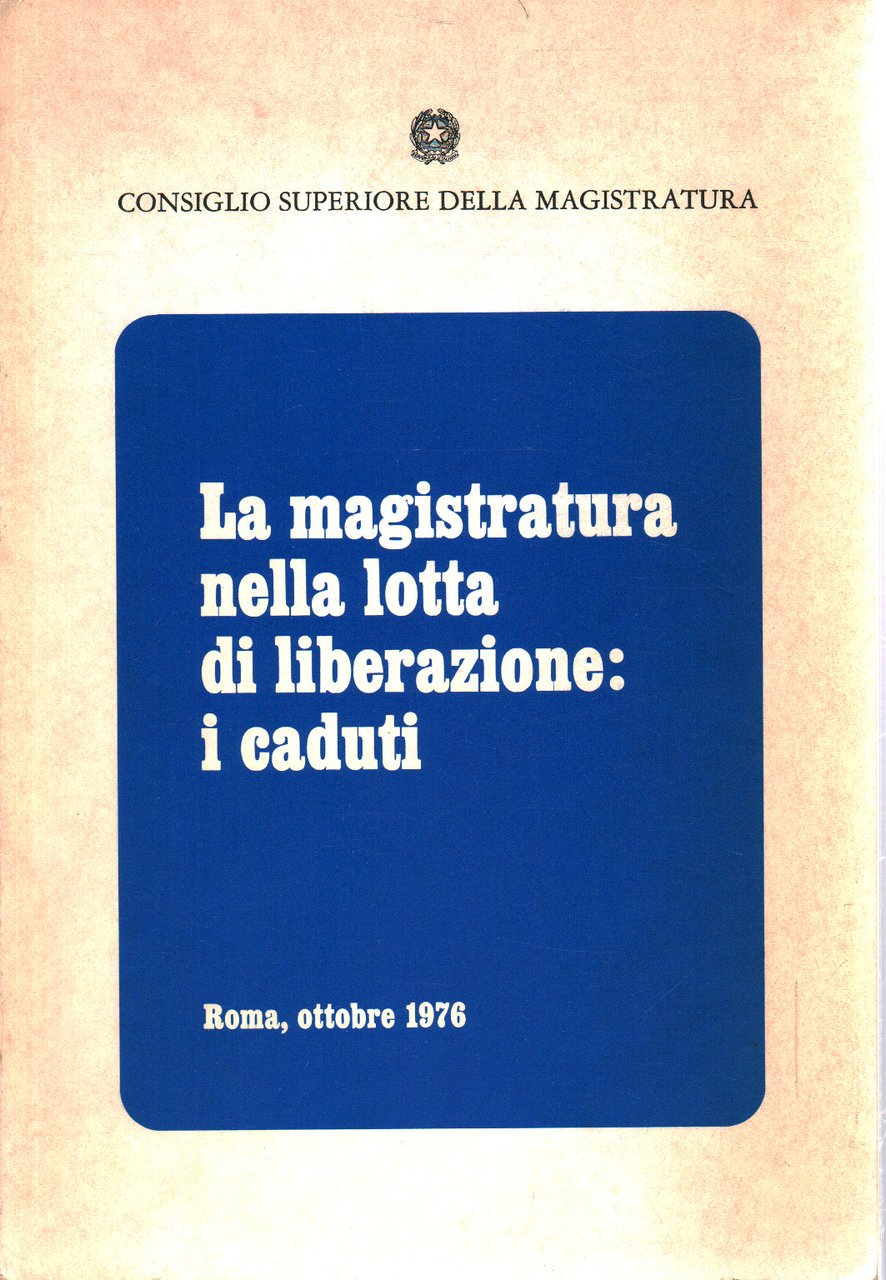 CONSIGLIO SUPERIORE DELLA MAGISTRATURA
La magistratura
nella lotta
di liberazione:
i caduti
Roma, ottobre 1976